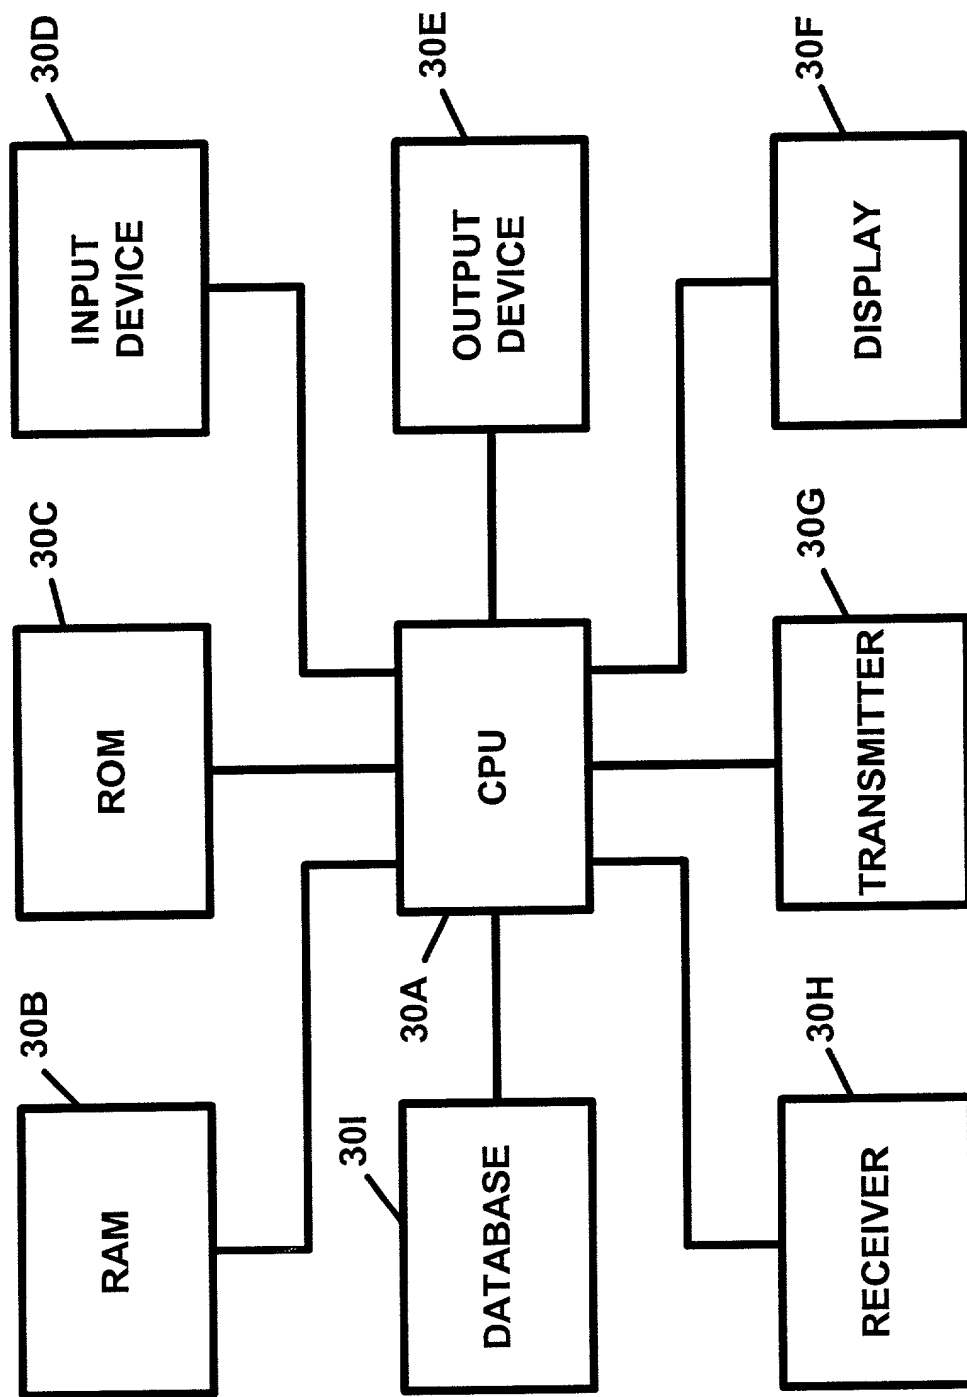 30B
RAM
30C
ROM
30D
INPUT
DEVICE
30I
DATABASE
30A
CPU
30E
OUTPUT
DEVICE
30H
RECEIVER
30G
TRANSMITTER
30F
DISPLAY